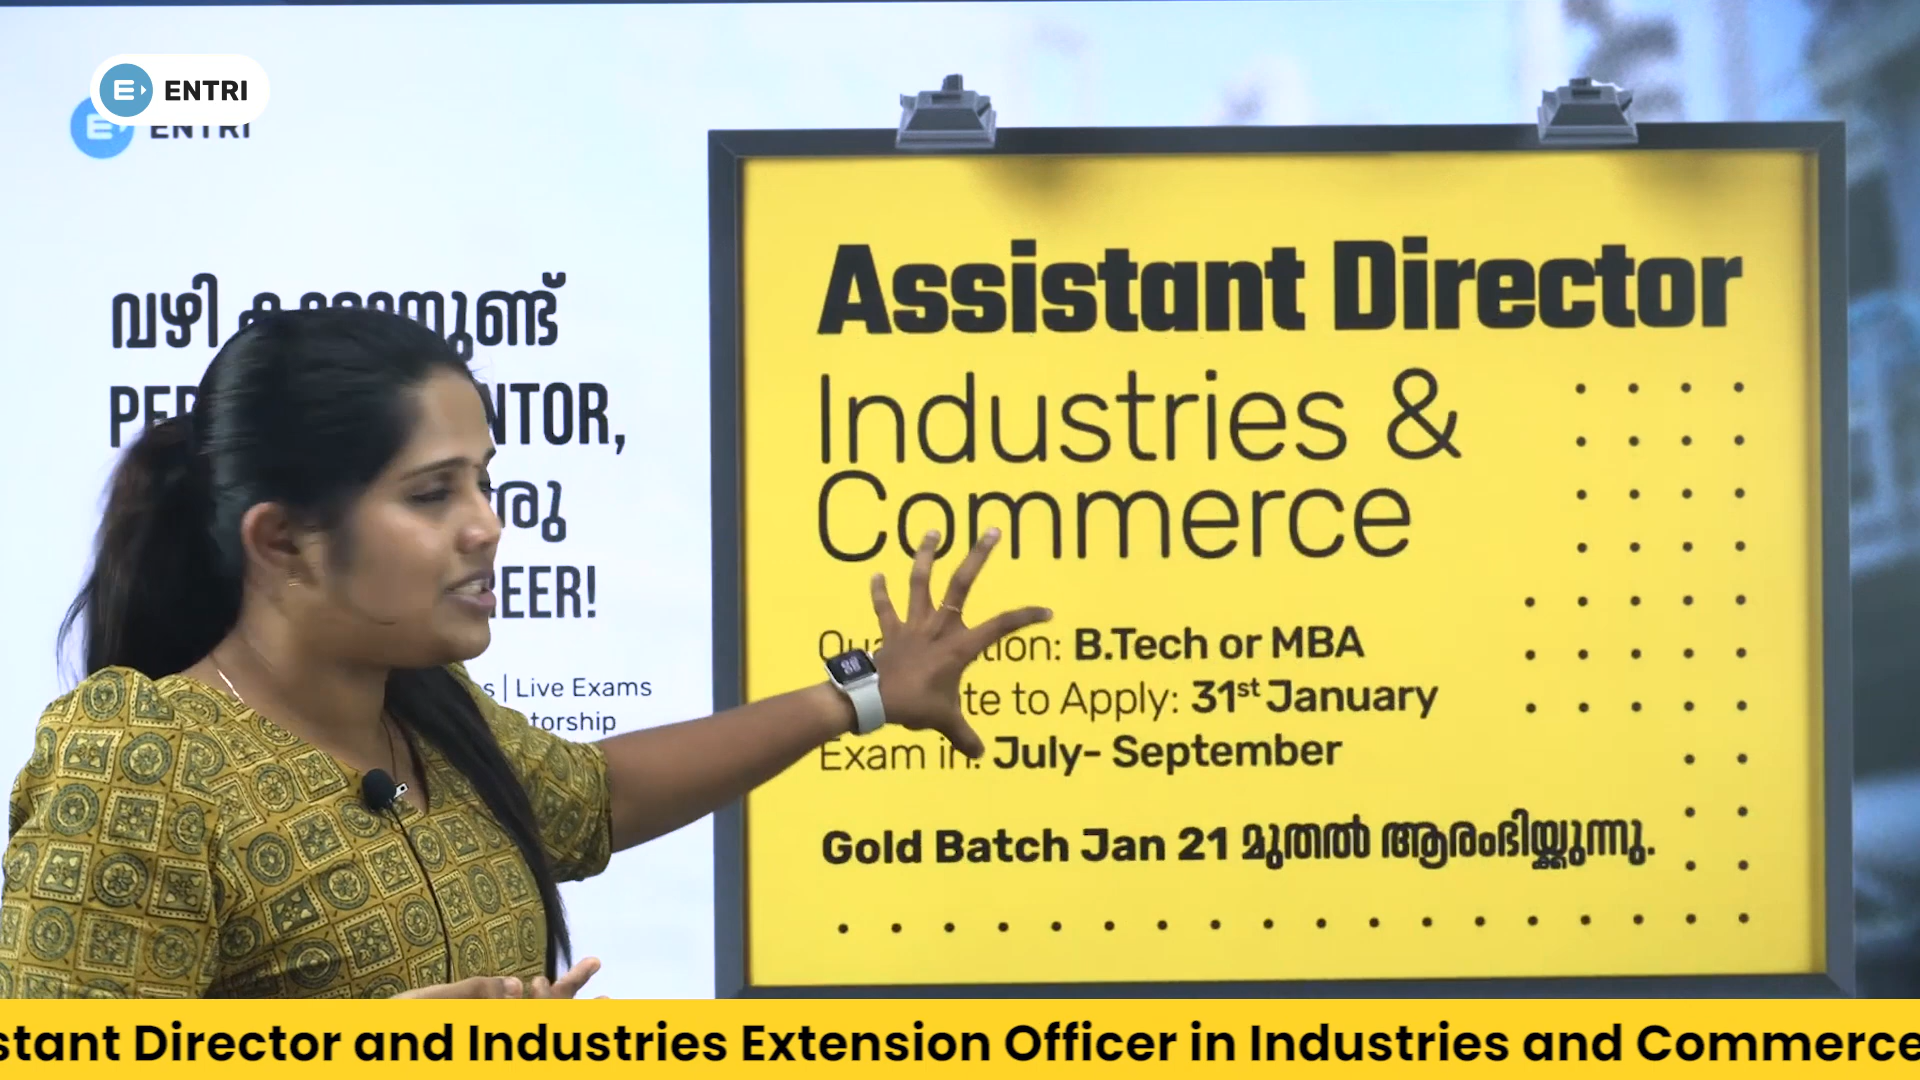 ENTRI
ENTRI
വഴി
NTOR,
രു
EER!
s | Live Exams
torship
Assistant Director
Industries &
Commerce
B.Tech or MBA
te to Apply: 31st January
Exam in: July- September
Gold Batch Jan 21 മുതൽ ആരംഭിയ്ക്കുന്നു.
stant Director and Industries Extension Officer in Industries and Commerce